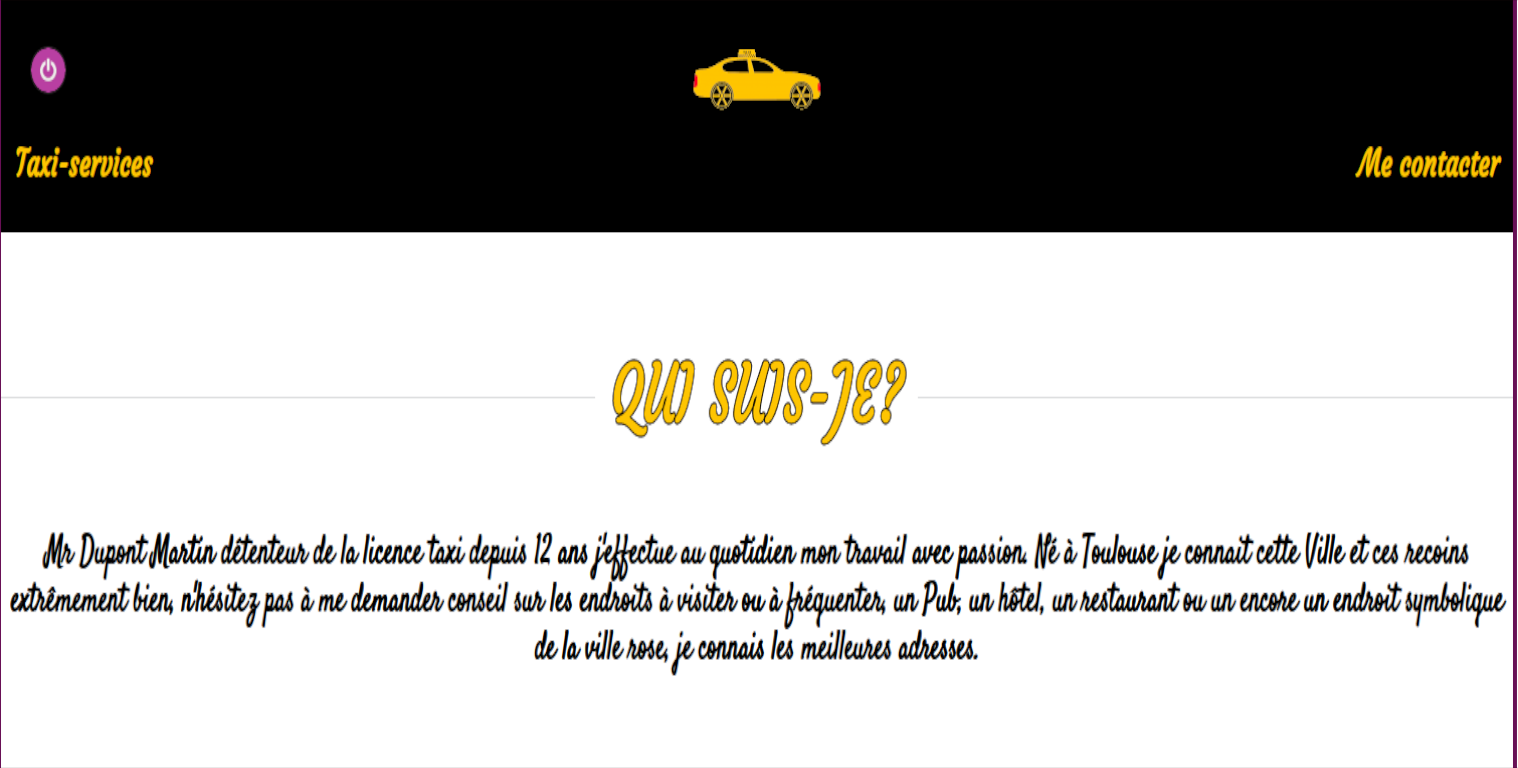 Taxi-services
Me contacter
QUI SUIS-JE?
Mr Dupont Martin détenteur de la licence taxi depuis 12 ans j'effectue au quotidien mon travail avec passion. Né à Toulouse je connait cette Ville et ces recoins
extrêmement bien, n'hésitez pas à me demander conseil sur les endroits à visiter ou à fréquenter, un Pub, un hôtel, un restaurant ou un encore un endroit symbolique
de la ville rose, je connais les meilleures adresses.